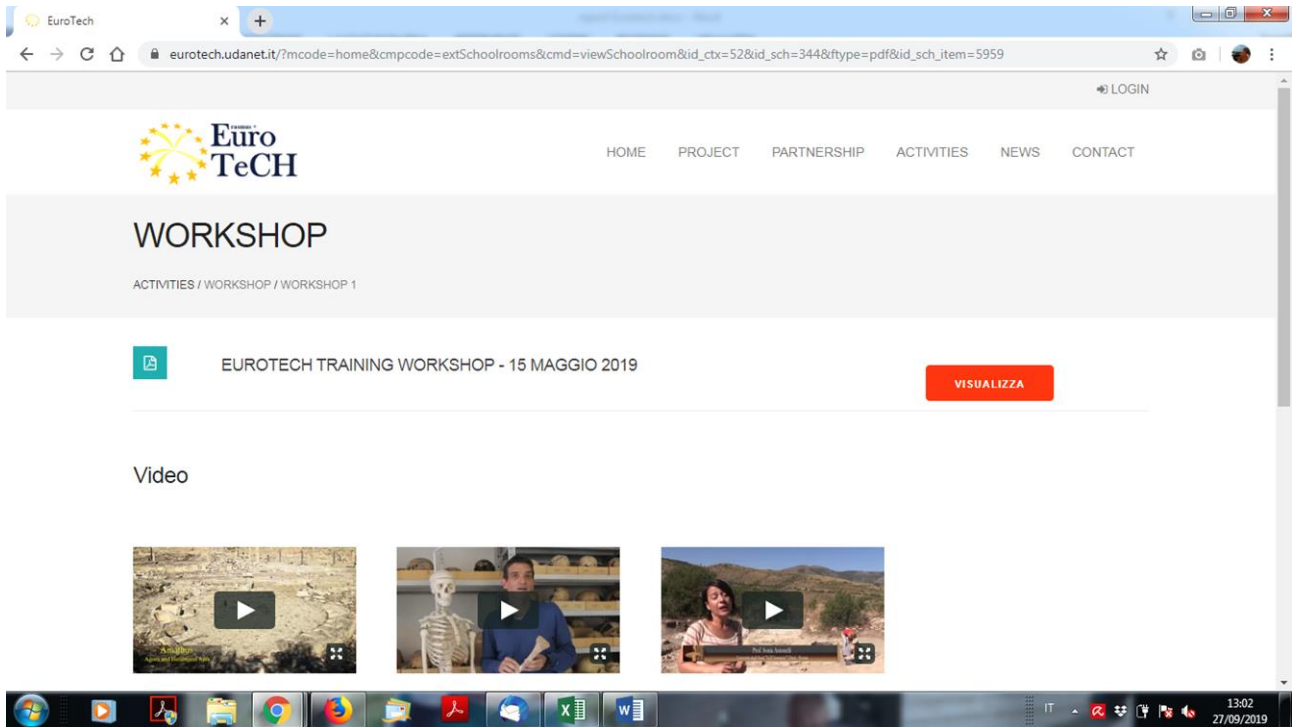 EuroTech
eurotech.udanet.it/?mcode=home&cmpcode=extSchoolrooms&cmd=viewSchoolroom&id_ctx=52&id_sch=344&ftype=pdf&id_sch_item=5959
LOGIN
Euro
TeCH
HOME PROJECT PARTNERSHIP ACTIVITIES NEWS CONTACT
WORKSHOP
ACTIVITIES / WORKSHOP / WORKSHOP 1
EUROTECH TRAINING WORKSHOP - 15 MAGGIO 2019
VISUALIZZA
Video
Amathus
IT
13:02
27/09/2019